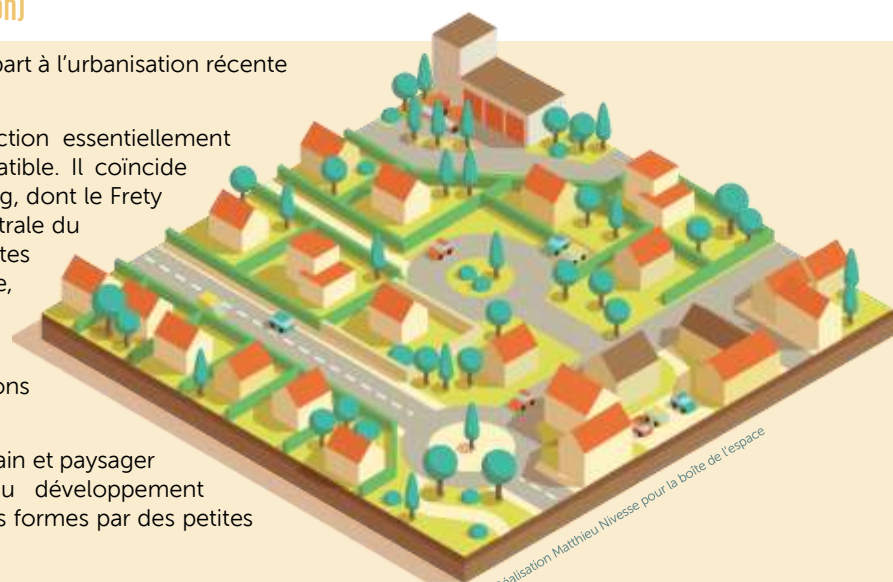 on)
part à l’urbanisation récente
ction essentiellement
atible. Il coïncide
g, dont le Frety
trale du
tes
e,
ons
ain et paysager
u développement
s formes par des petites
éalisation Matthieu Nivesse pour la boîte de l’espace